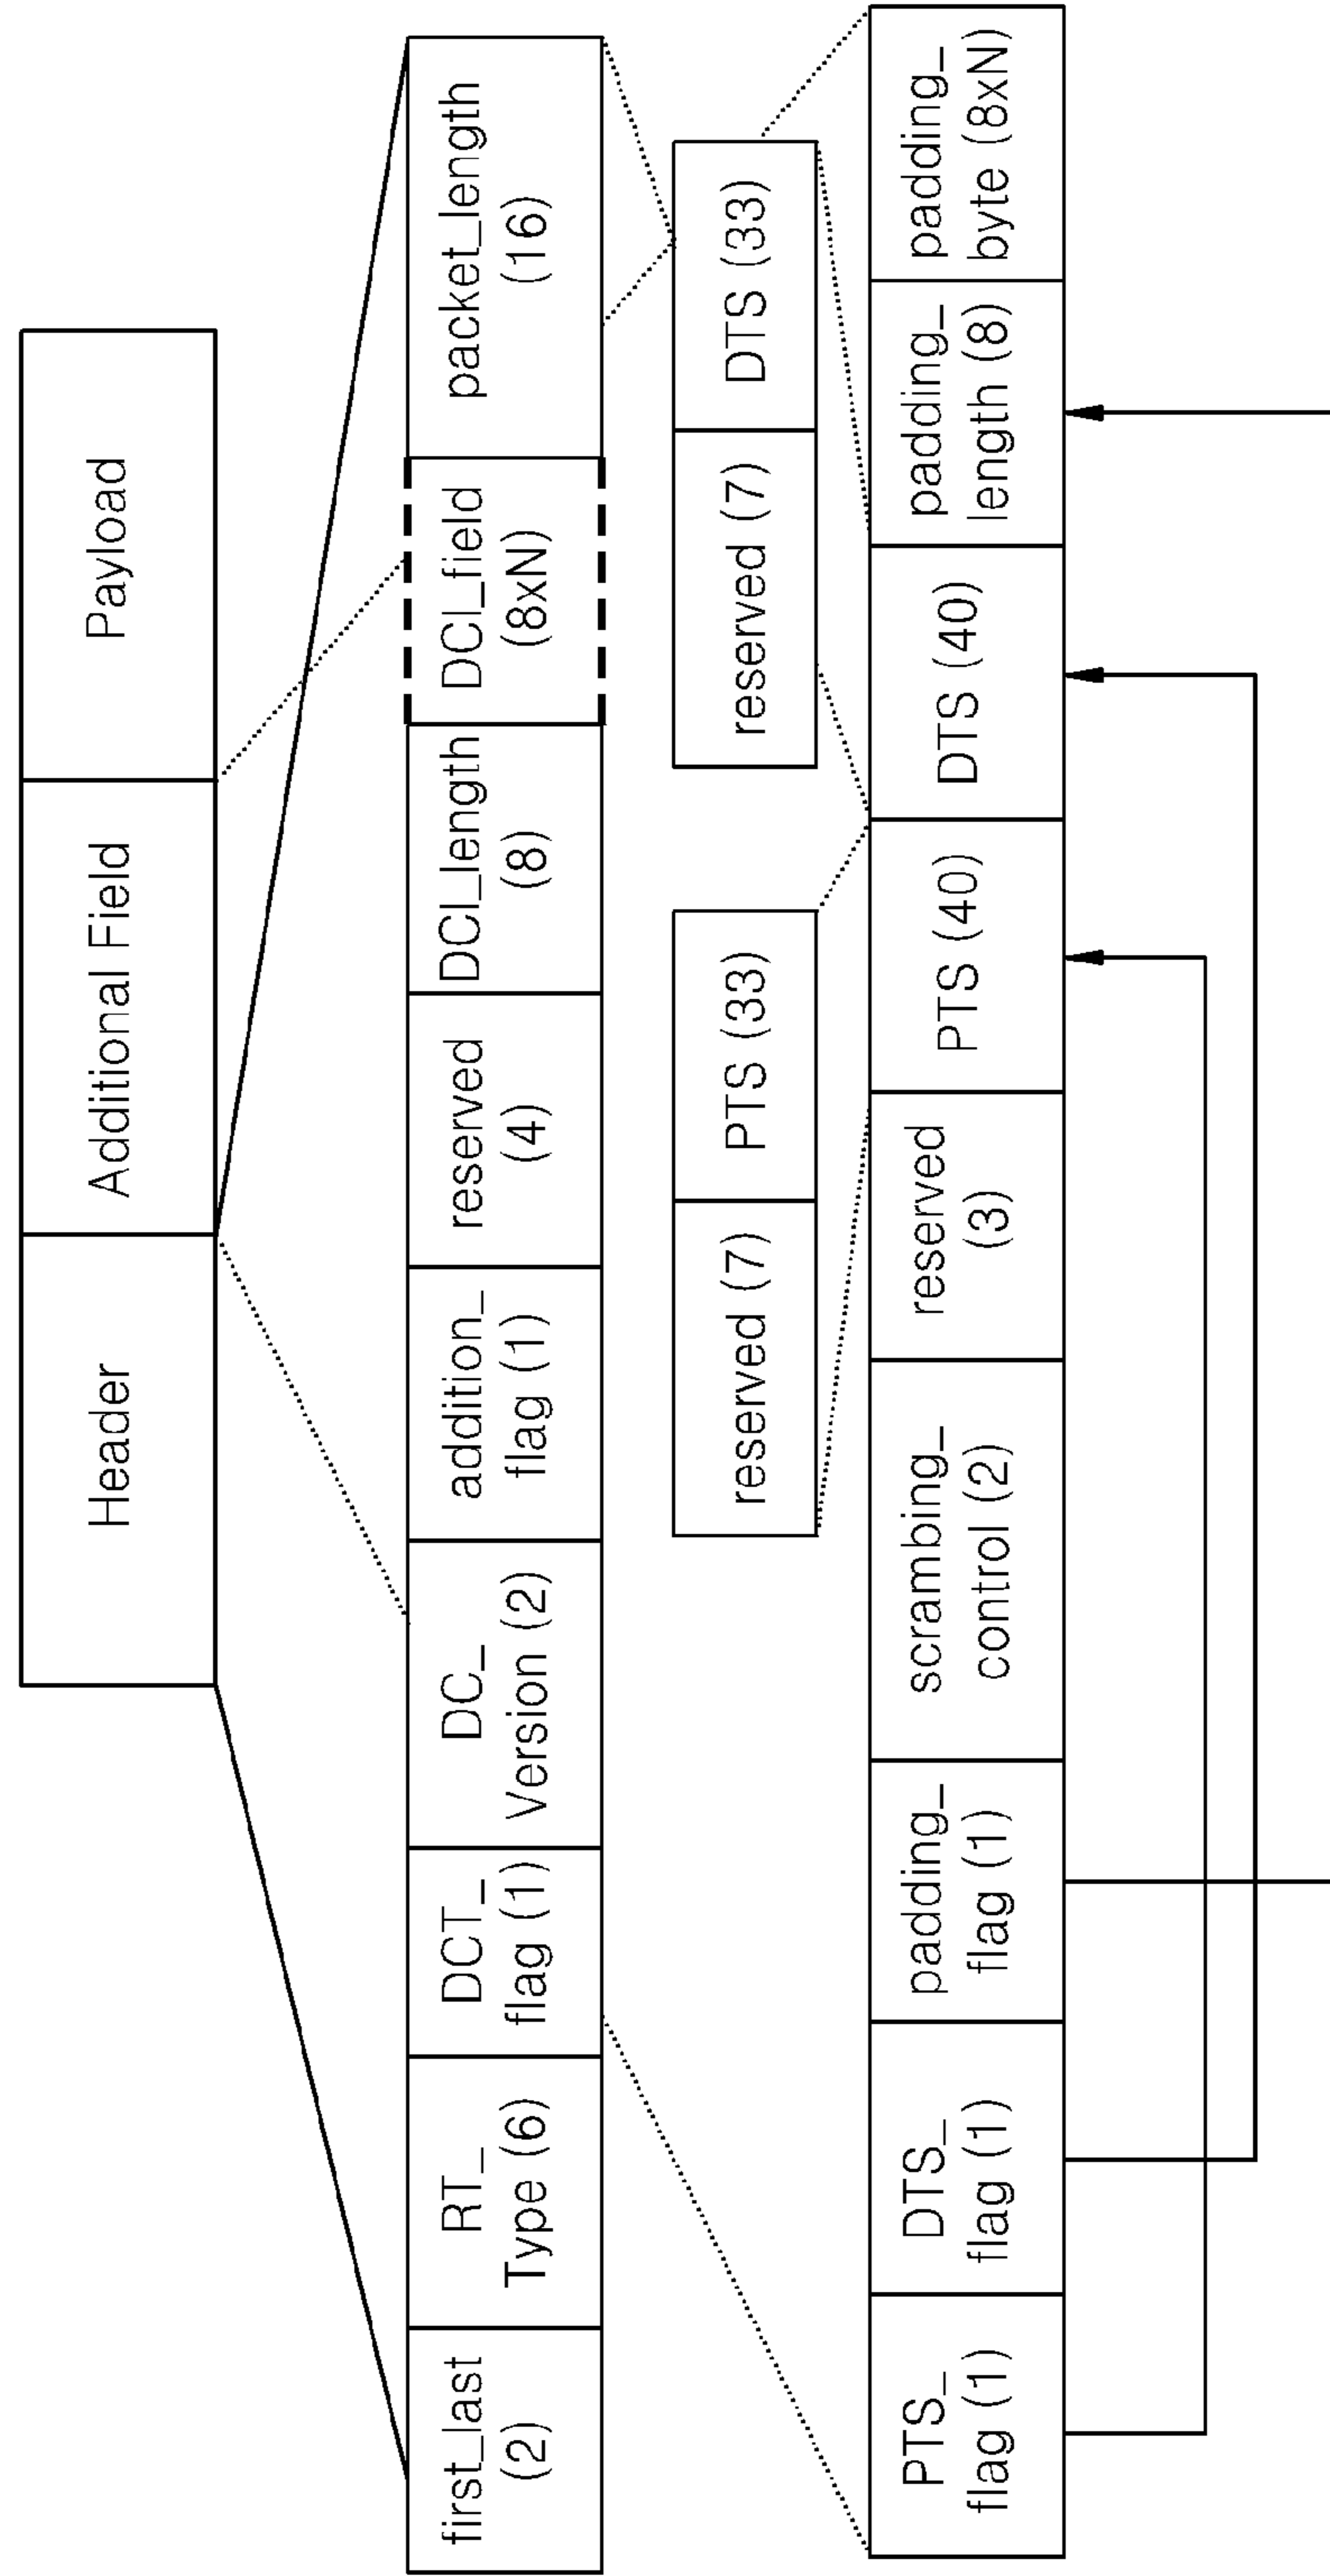 Header
Additional Field
Payload
first_last
(2)
RT_
Type (6)
DCT_
flag (1)
DC_
Version (2)
addition_
flag (1)
reserved
(4)
DCI_length
(8)
DCI_field
(8xN)
packet_length
(16)
reserved (7)
PTS (33)
reserved (7)
DTS (33)
PTS_
flag (1)
DTS_
flag (1)
padding_
flag (1)
scrambing_
control (2)
reserved
(3)
PTS (40)
DTS (40)
padding_
length (8)
padding_
byte (8xN)